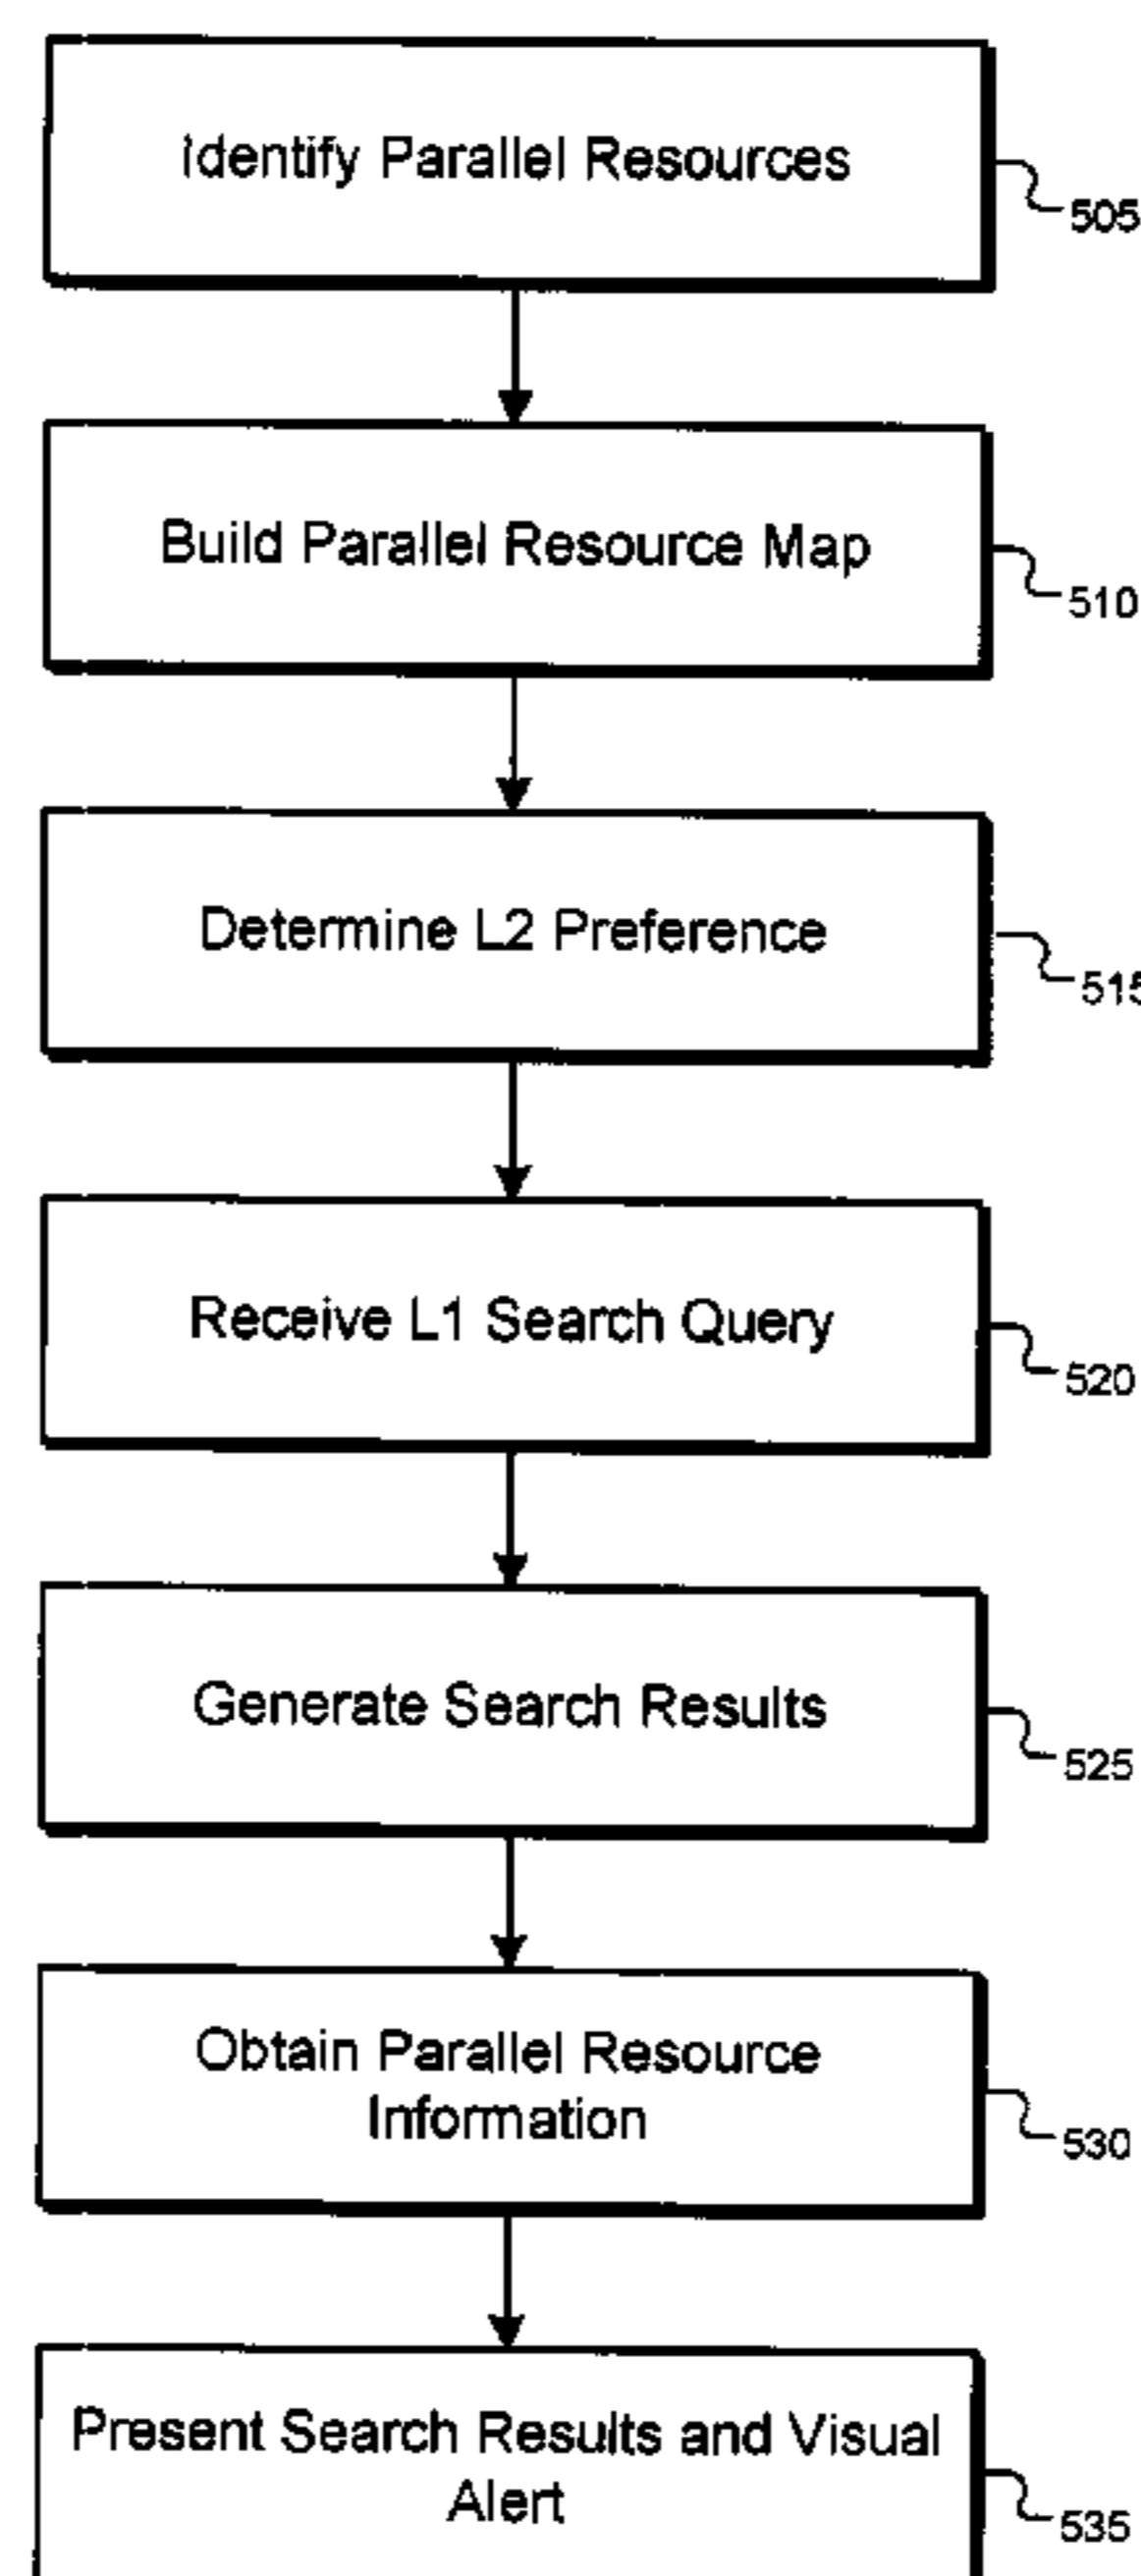 Identify Parallel Resources
505
Build Parallel Resource Map
510
Determine L2 Preference
515
Receive L1 Search Query
520
Generate Search Results
525
Obtain Parallel Resource
Information
530
Present Search Results and Visual
Alert
535